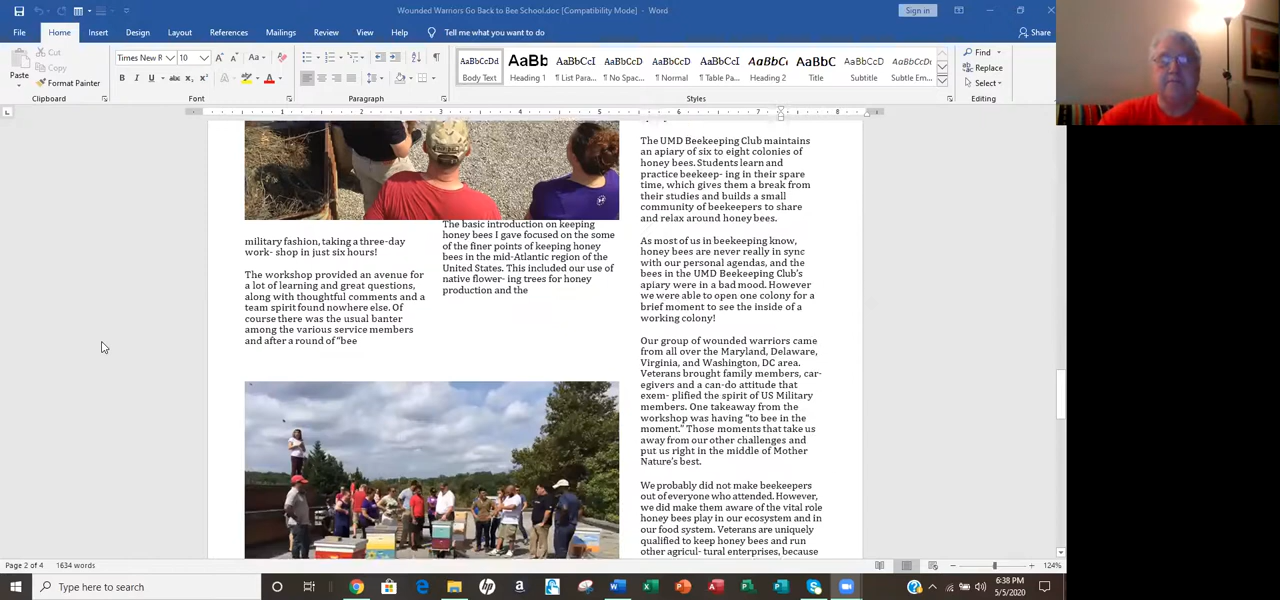 Wounded Warriors Go Back to Bee School.doc [Compatibility Mode] - Word
Sign in
File
Home
Insert
Design
Layout
References
Mailings
Review
View
Help
Tell me what you want to do
Share
Paste
Cut
Copy
Format Painter
Clipboard
Times New R
10
Font
Paragraph
AaBbCcDd
Body Text
AaBb
Heading 1
AaBbCcI
¶ List Para...
AaBbCcDd
¶ No Spac...
AaBbCcDd
¶ Normal
AaBbCcI
¶ Table Pa...
AaBbCc
Heading 2
AaBbC
Title
AaBbCcDd
Subtitle
AaBbCcDd
Subtle Em...
Styles
Find
Replace
Select
Editing
military fashion, taking a three-day
work- shop in just six hours!
The workshop provided an avenue for
a lot of learning and great questions,
along with thoughtful comments and a
team spirit found nowhere else. Of
course there was the usual banter
among the various service members
and after a round of “bee
The basic introduction on keeping
honey bees I gave focused on the some
of the finer points of keeping honey
bees in the mid-Atlantic region of the
United States. This included our use of
native flower- ing trees for honey
production and the
The UMD Beekeeping Club maintains
an apiary of six to eight colonies of
honey bees. Students learn and
practice beekeep- ing in their spare
time, which gives them a break from
their studies and builds a small
community of beekeepers to share
and relax around honey bees.
As most of us in beekeeping know,
honey bees are never really in sync
with our personal agendas, and the
bees in the UMD Beekeeping Club’s
apiary were in a bad mood. However
we were able to open one colony for a
brief moment to see the inside of a
working colony!
Our group of wounded warriors came
from all over the Maryland, Delaware,
Virginia, and Washington, DC area.
Veterans brought family members, car-
egivers and a can-do attitude that
exem- plified the spirit of US Military
members. One takeaway from the
workshop was having “to bee in the
moment.” Those moments that take us
away from our other challenges and
put us right in the middle of Mother
Nature’s best.
We probably did not make beekeepers
out of everyone who attended. However,
we did make them aware of the vital role
honey bees play in our ecosystem and in
our food system. Veterans are uniquely
qualified to keep honey bees and run
other agricul- tural enterprises, because
Page 2 of 4
1634 words
124%
Type here to search
6:38 PM
5/5/2020